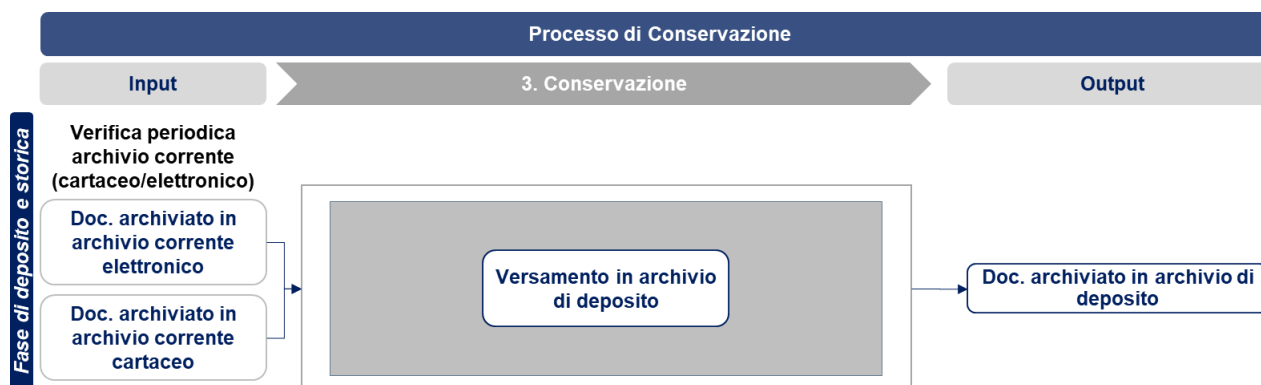 Processo di Conservazione
Input
3. Conservazione
Output
Fase di deposito e storica
Verifica periodica
archivio corrente
(cartaceo/elettronico)
Doc. archiviato in
archivio corrente
elettronico
Doc. archiviato in
archivio corrente
cartaceo
Versamento in archivio
di deposito
Doc. archiviato in archivio di
deposito